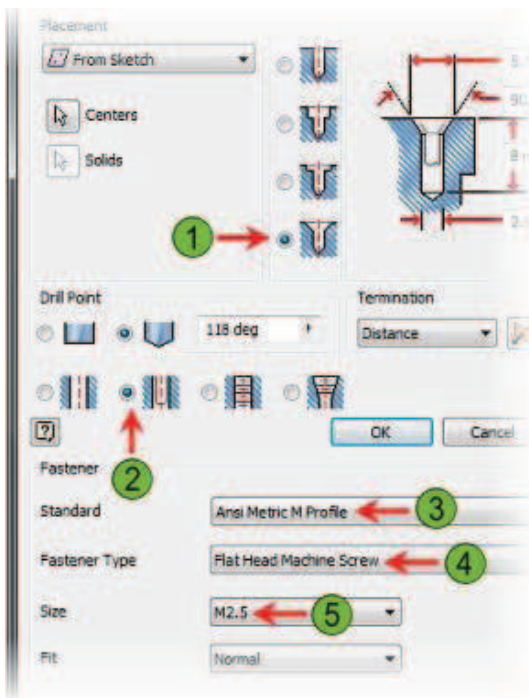 Placement
From Sketch
Centers
Solids
1
Drill Point
Termination
118 deg
Distance
2
OK
Cancel
Fastener
Standard
Ansi Metric M Profile
3
Fastener Type
Flat Head Machine Screw
4
Size
M2.5
5
Fit
Normal